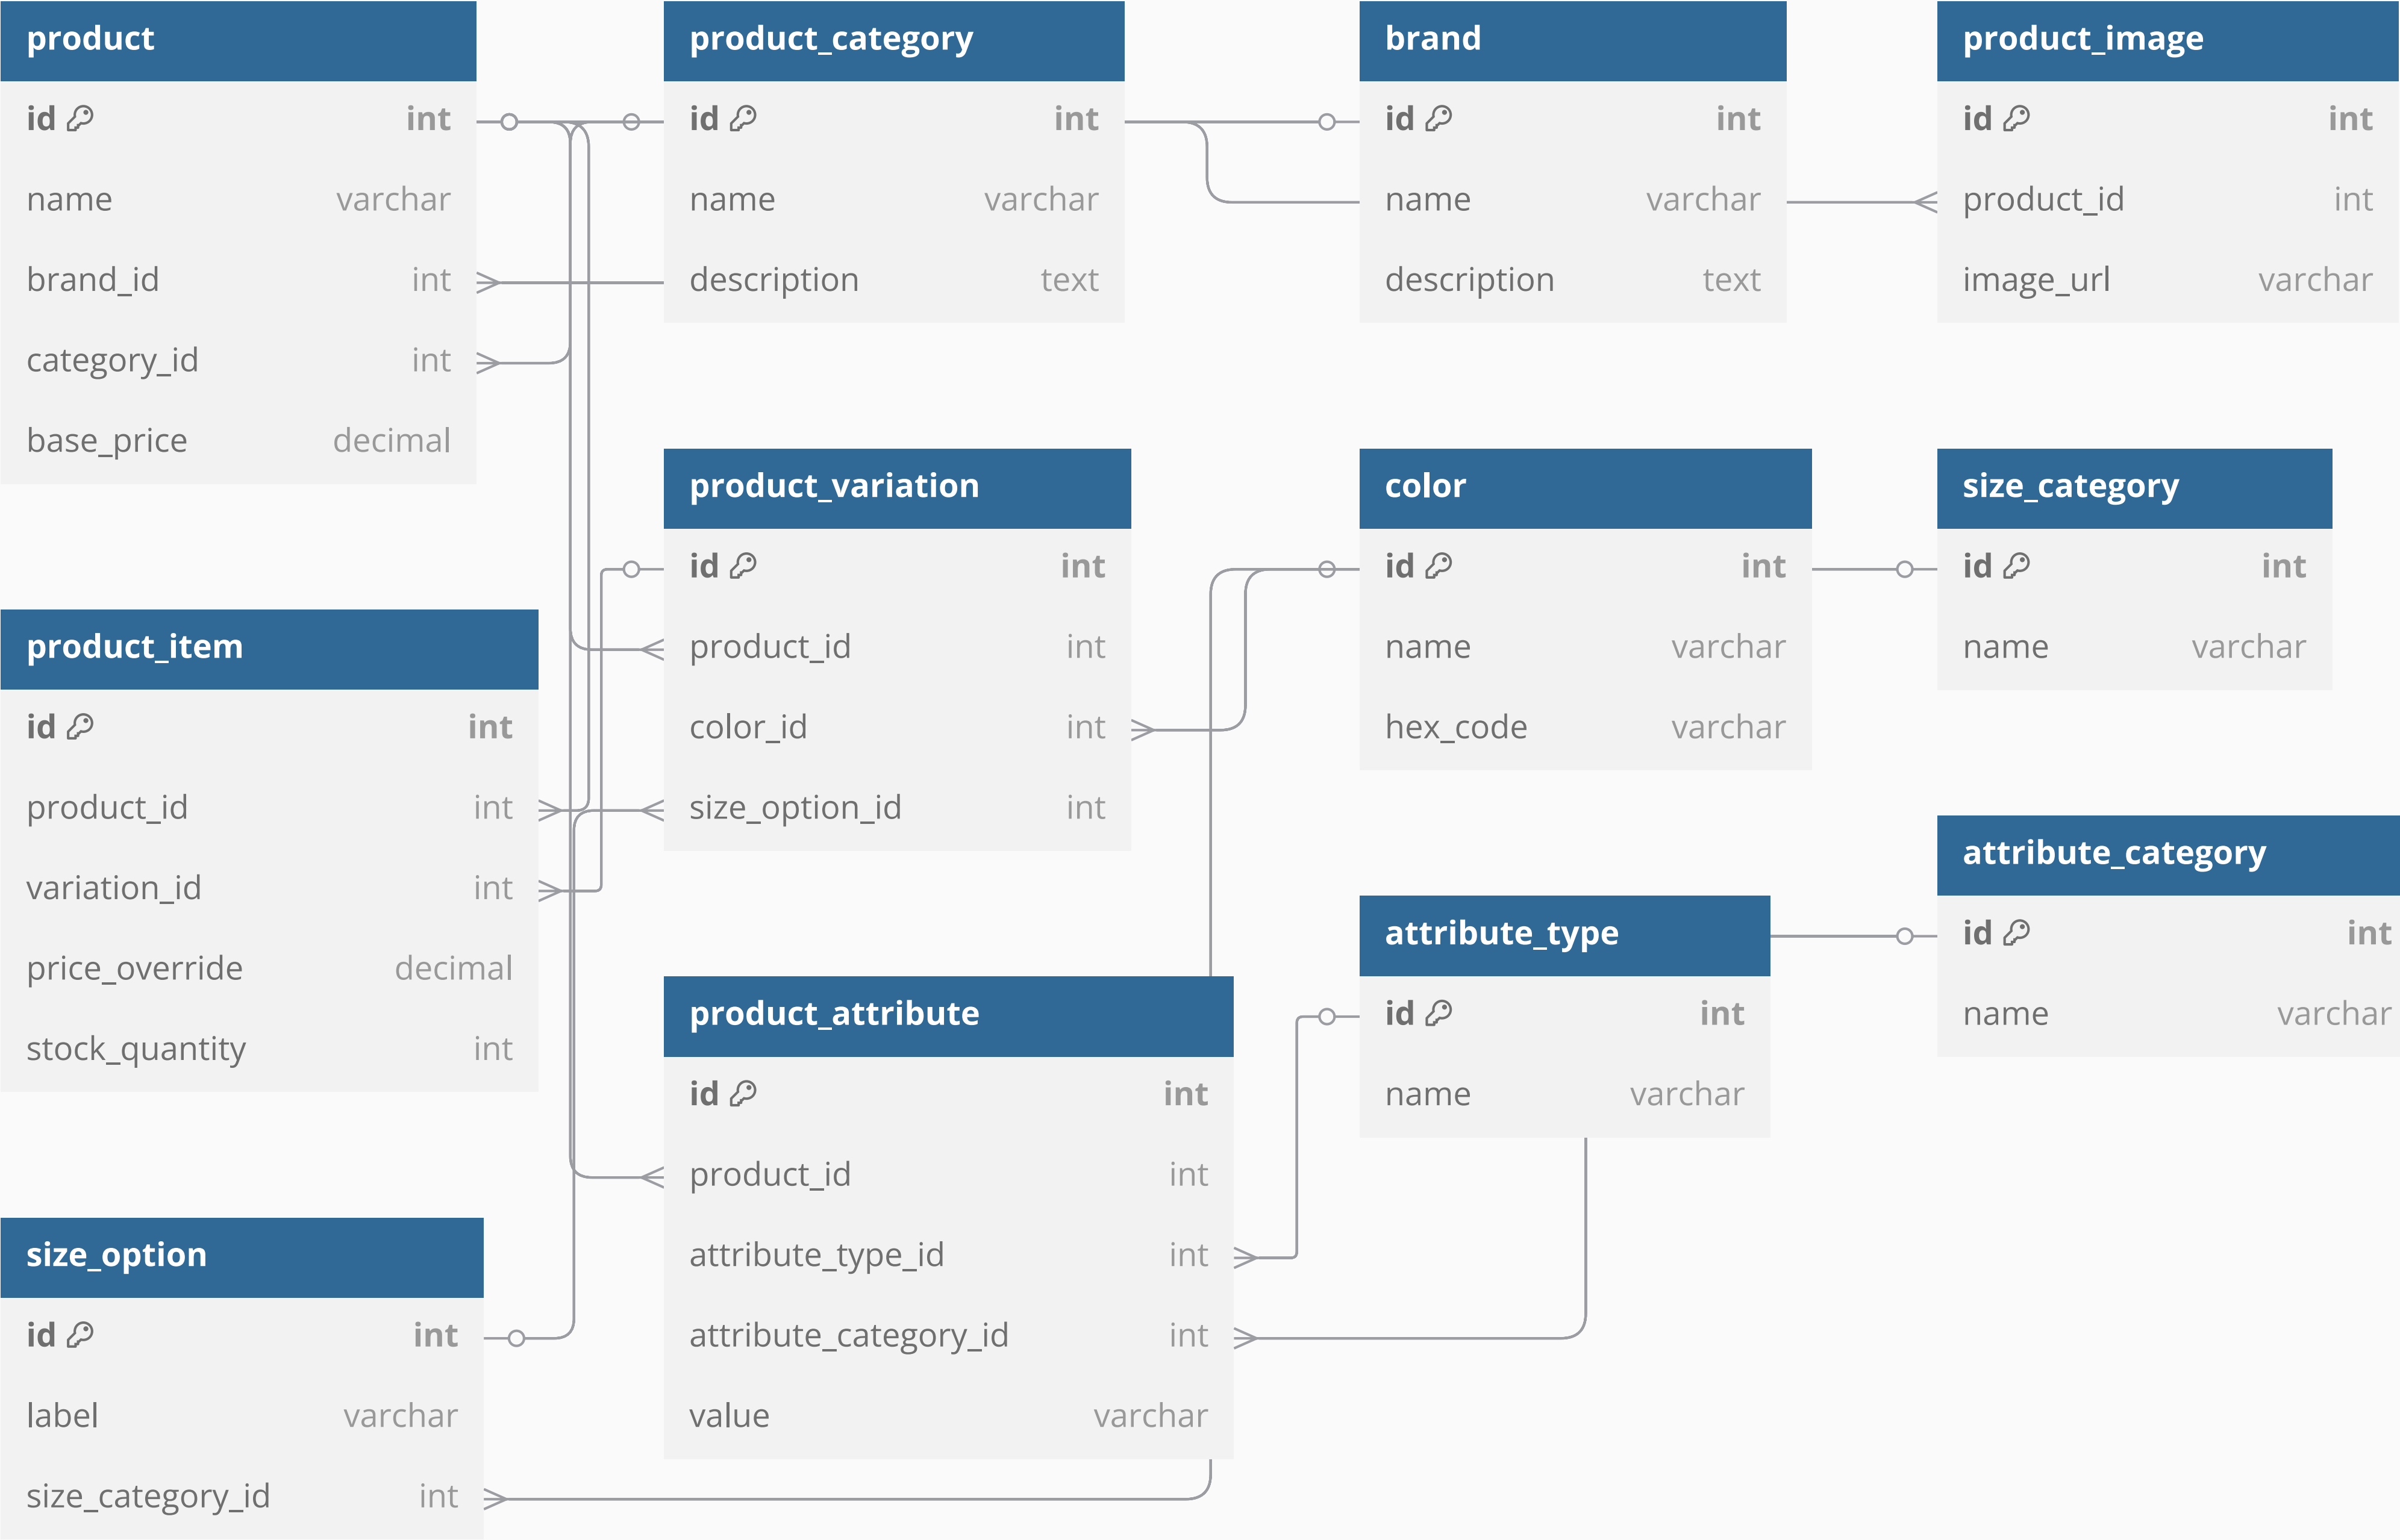 product
id int
name varchar
brand_id int
category_id int
base_price decimal
product_category
id int
name varchar
description text
brand
id int
name varchar
description text
product_image
id int
product_id int
image_url varchar
product_variation
id int
product_id int
color_id int
size_option_id int
color
id int
name varchar
hex_code varchar
size_category
id int
name varchar
product_item
id int
product_id int
variation_id int
price_override decimal
stock_quantity int
attribute_category
id int
name varchar
attribute_type
id int
name varchar
product_attribute
id int
product_id int
attribute_type_id int
attribute_category_id int
value varchar
size_option
id int
label varchar
size_category_id int